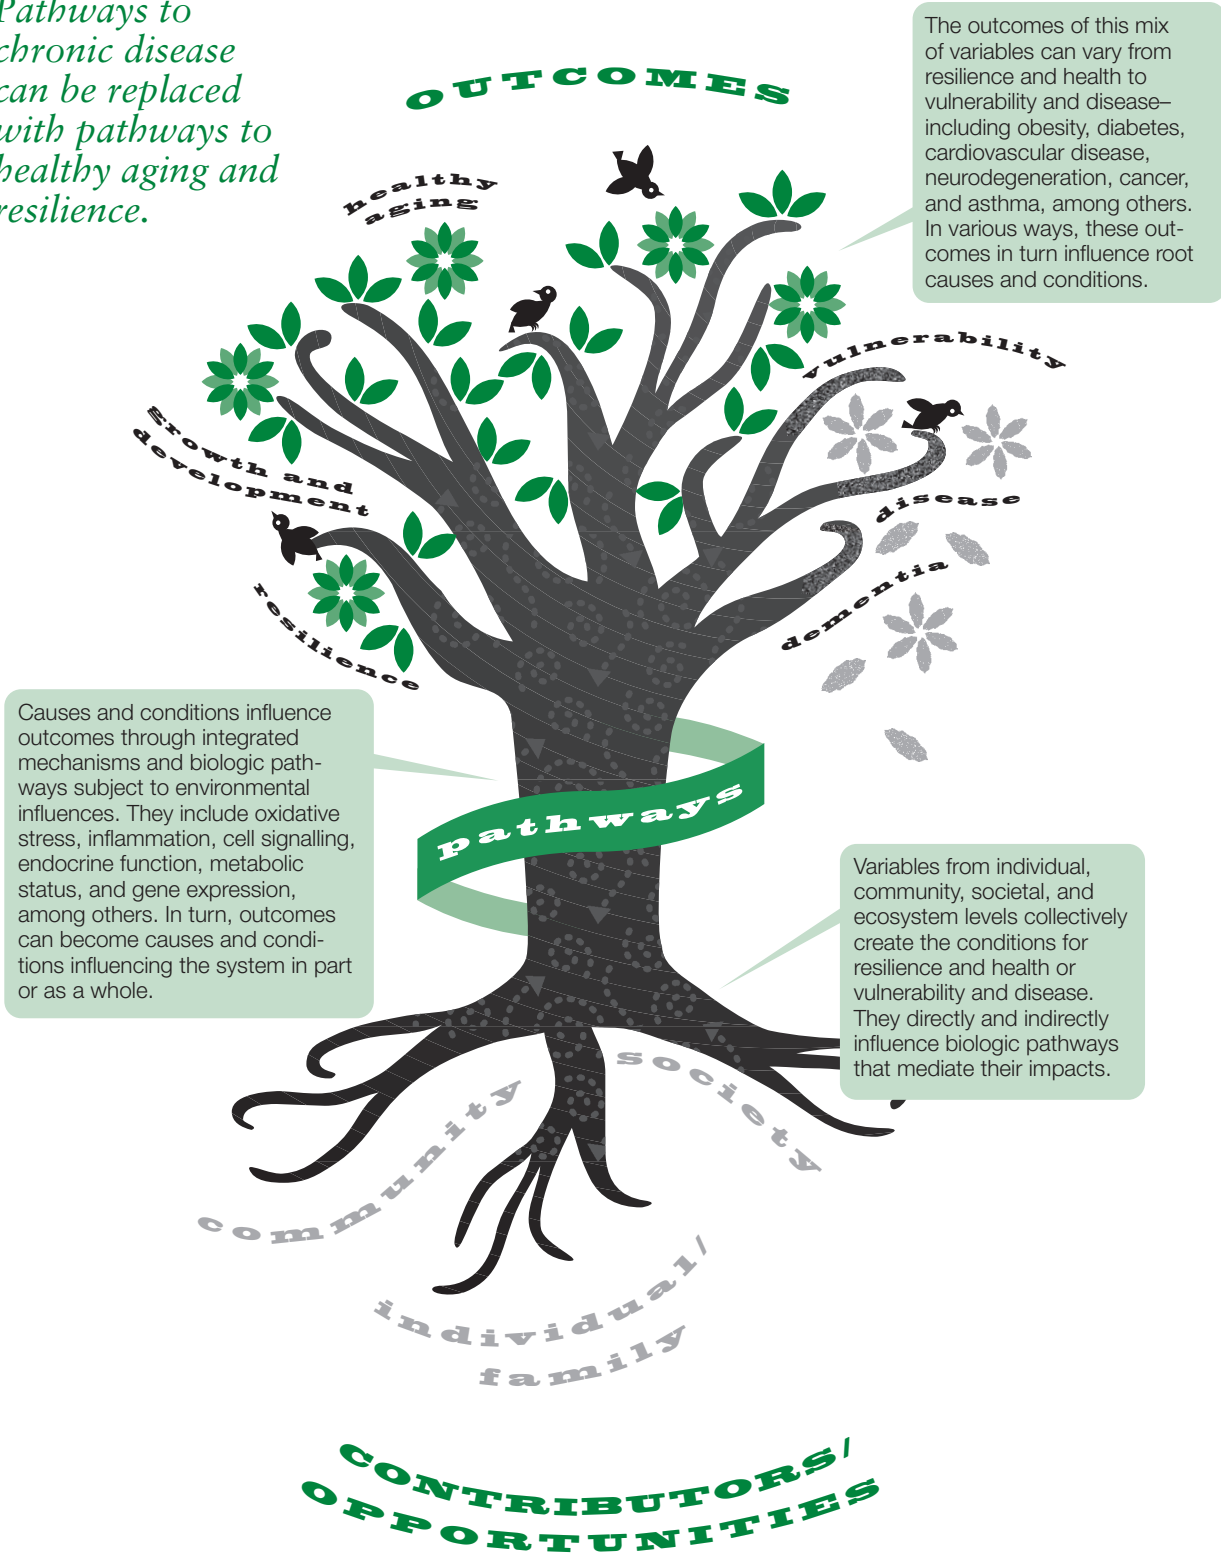 Pathways to
chronic disease
can be replaced
with pathways to
healthy aging and
resilience.
OUTCOMES
The outcomes of this mix
of variables can vary from
resilience and health to
vulnerability and disease–
including obesity, diabetes,
cardiovascular disease,
neurodegeneration, cancer,
and asthma, among others.
In various ways, these out-
comes in turn influence root
causes and conditions.
healthy
aging
vulnerability
growth and
development
disease
dementia
resilience
Causes and conditions influence
outcomes through integrated
mechanisms and biologic path-
ways subject to environmental
influences. They include oxidative
stress, inflammation, cell signalling,
endocrine function, metabolic
status, and gene expression,
among others. In turn, outcomes
can become causes and condi-
tions influencing the system in part
or as a whole.
pathways
Variables from individual,
community, societal, and
ecosystem levels collectively
create the conditions for
resilience and health or
vulnerability and disease.
They directly and indirectly
influence biologic pathways
that mediate their impacts.
society
community
individual/
family
CONTRIBUTORS/
OPPORTUNITIES